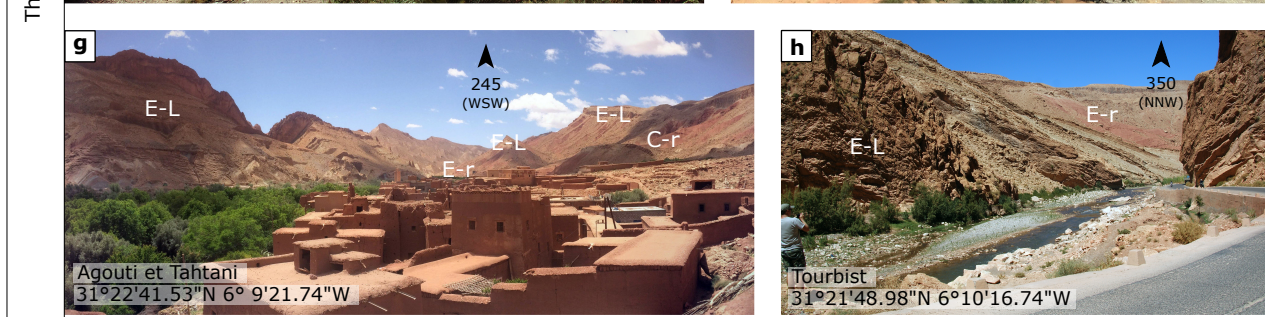 Th
g
245
(WSW)
E-L
E-L
E-L
C-r
E-r
Agouti et Tahtani
31°22'41.53"N 6° 9'21.74"W
h
350
(NNW)
E-r
E-L
Tourbist
31°21'48.98"N 6°10'16.74"W